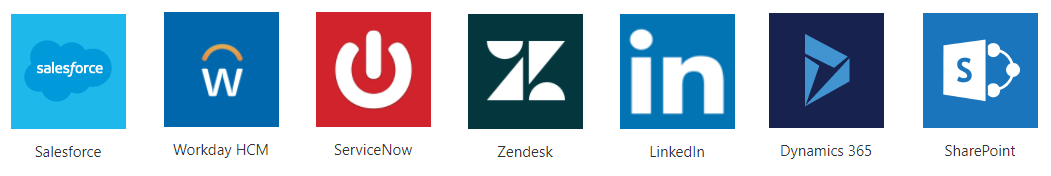 salesforce
W
in
S
Salesforce
Workday HCM
ServiceNow
Zendesk
LinkedIn
Dynamics 365
SharePoint